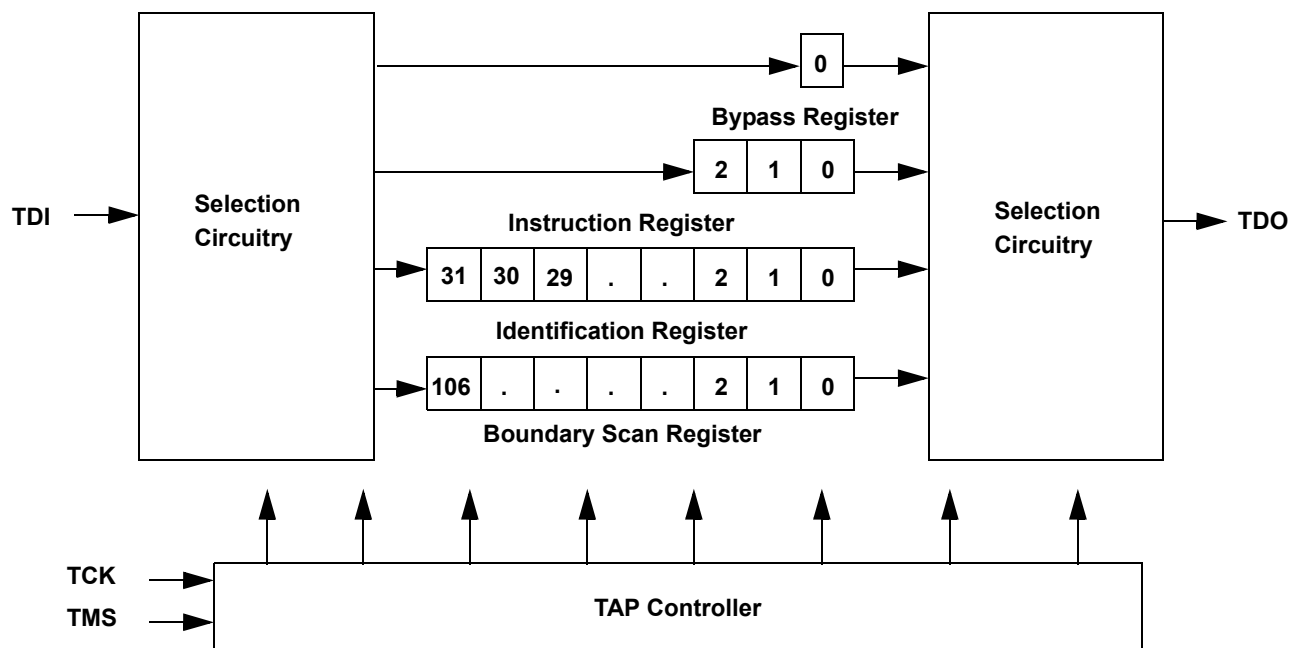 0
Bypass Register
2 1 0
TDI
Selection
Circuitry
Instruction Register
31 30 29 . . 2 1 0
Identification Register
106 . . . . 2 1 0
Boundary Scan Register
Selection
Circuitry
TDO
TCK
TMS
TAP Controller